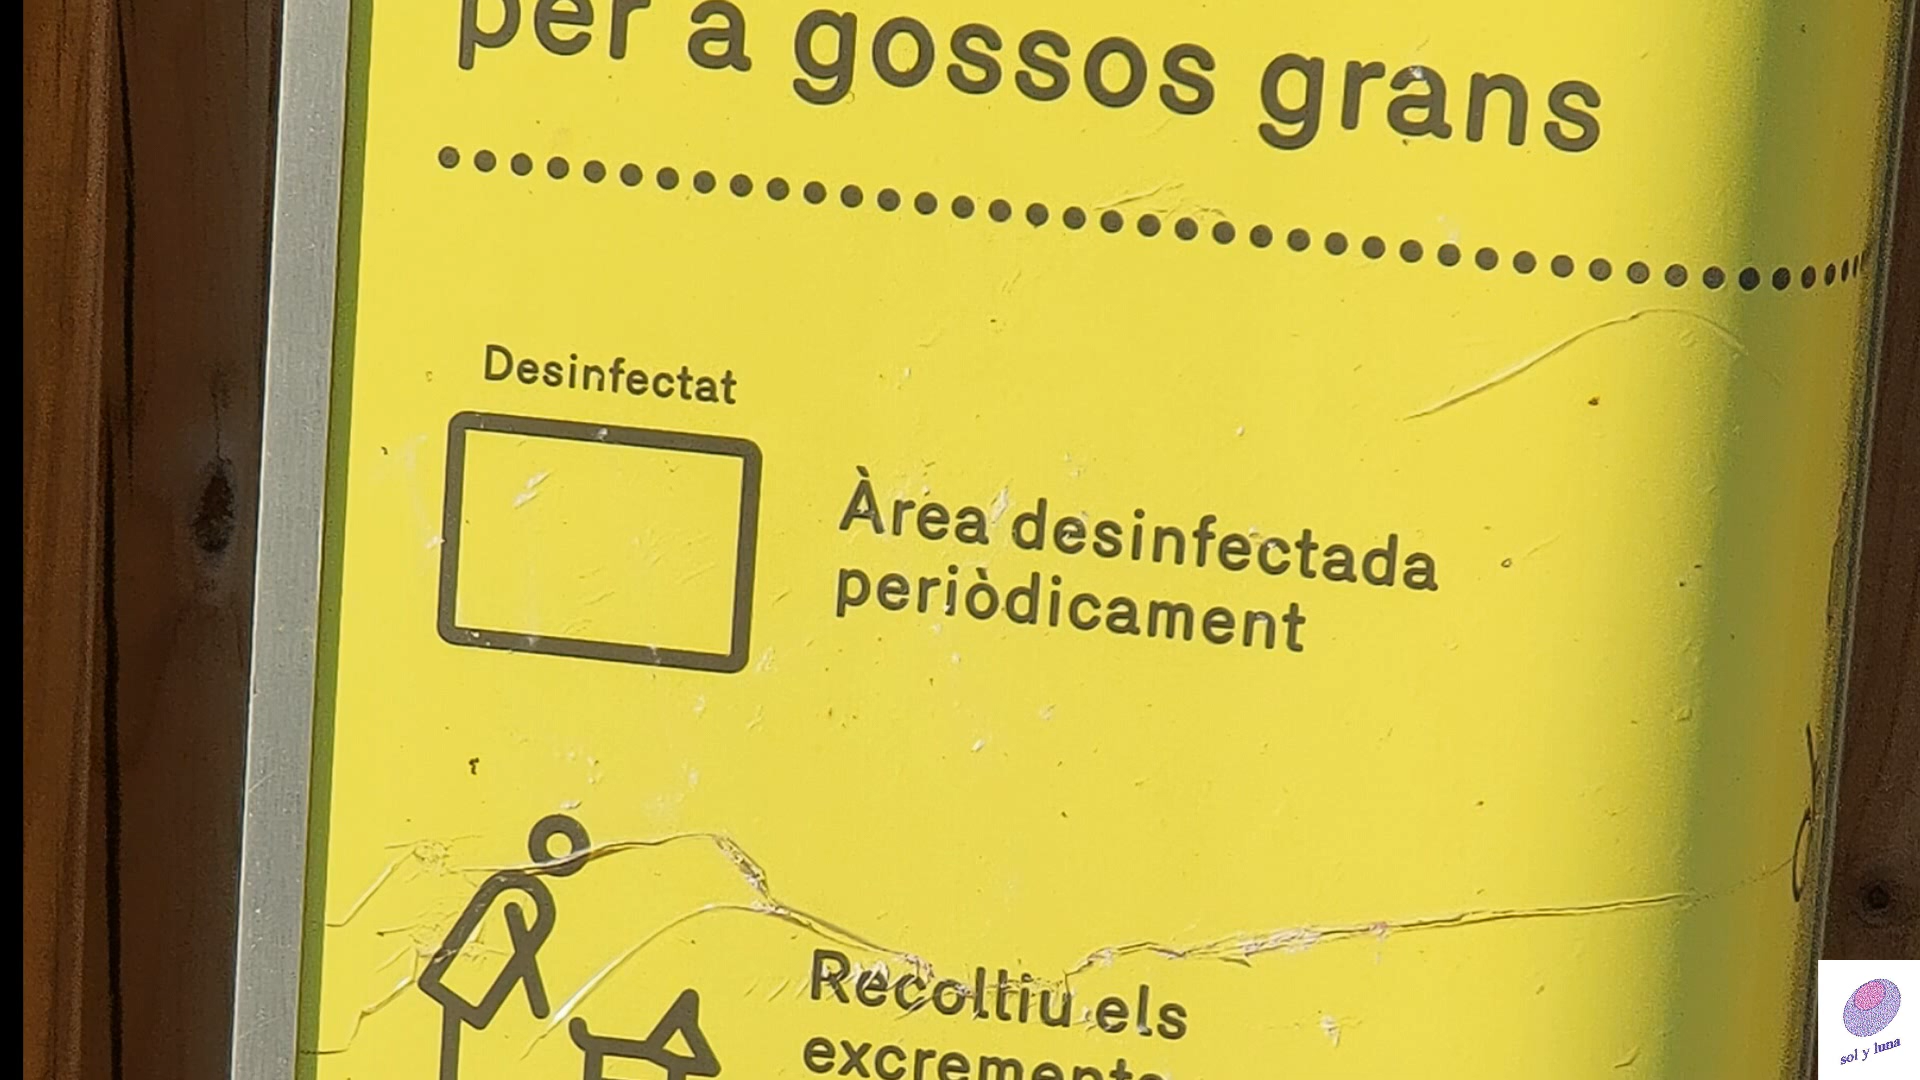 per a gossos grans
Desinfectat
Àrea desinfectada
periòdicament
Recolliu els
excrements
sol y luna